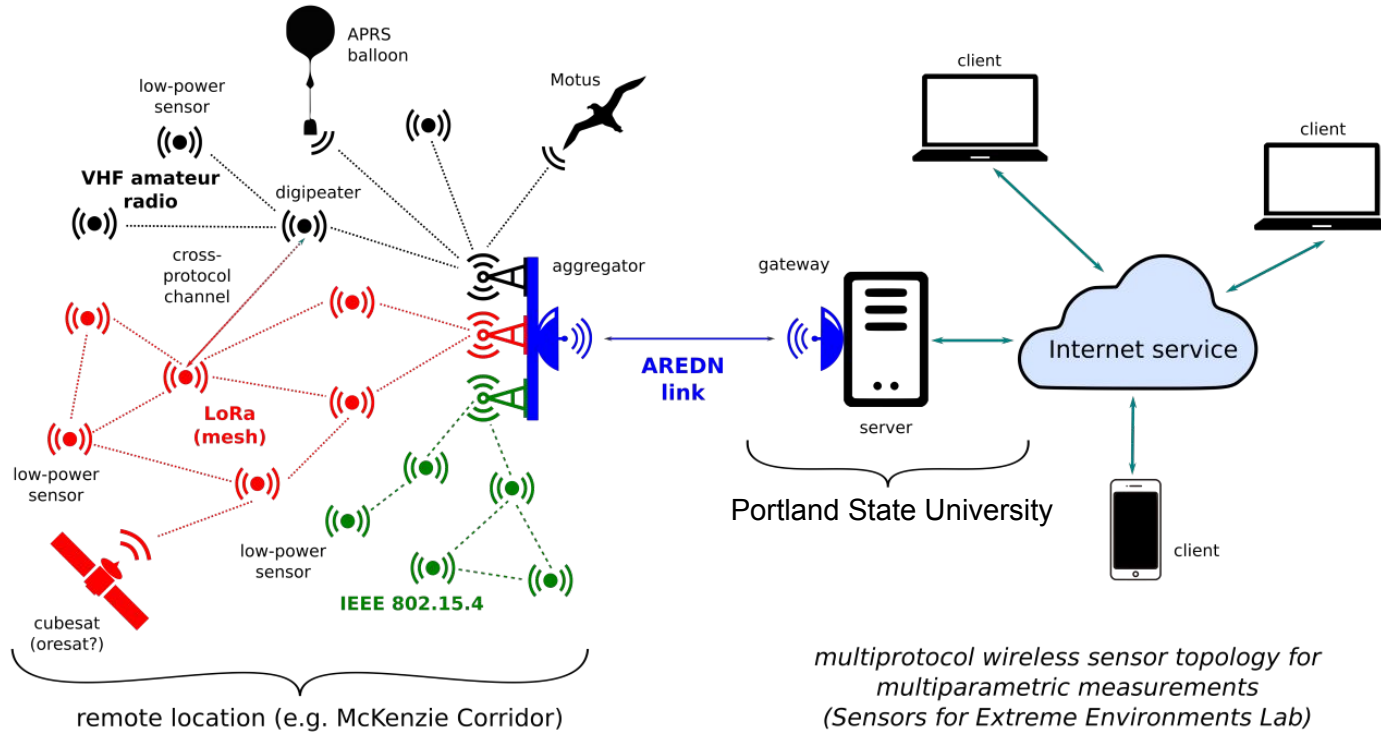 APRS
balloon
low-power
sensor
Motus
VHF amateur
radio
digipeater
cross-
protocol
channel
aggregator
LoRa
(mesh)
low-power
sensor
low-power
sensor
cubesat
(oresat?)
IEEE 802.15.4
remote location (e.g. McKenzie Corridor)
AREDN
link
gateway
server
Portland State University
client
client
Internet service
client
multiprotocol wireless sensor topology for
multiparametric measurements
(Sensors for Extreme Environments Lab)